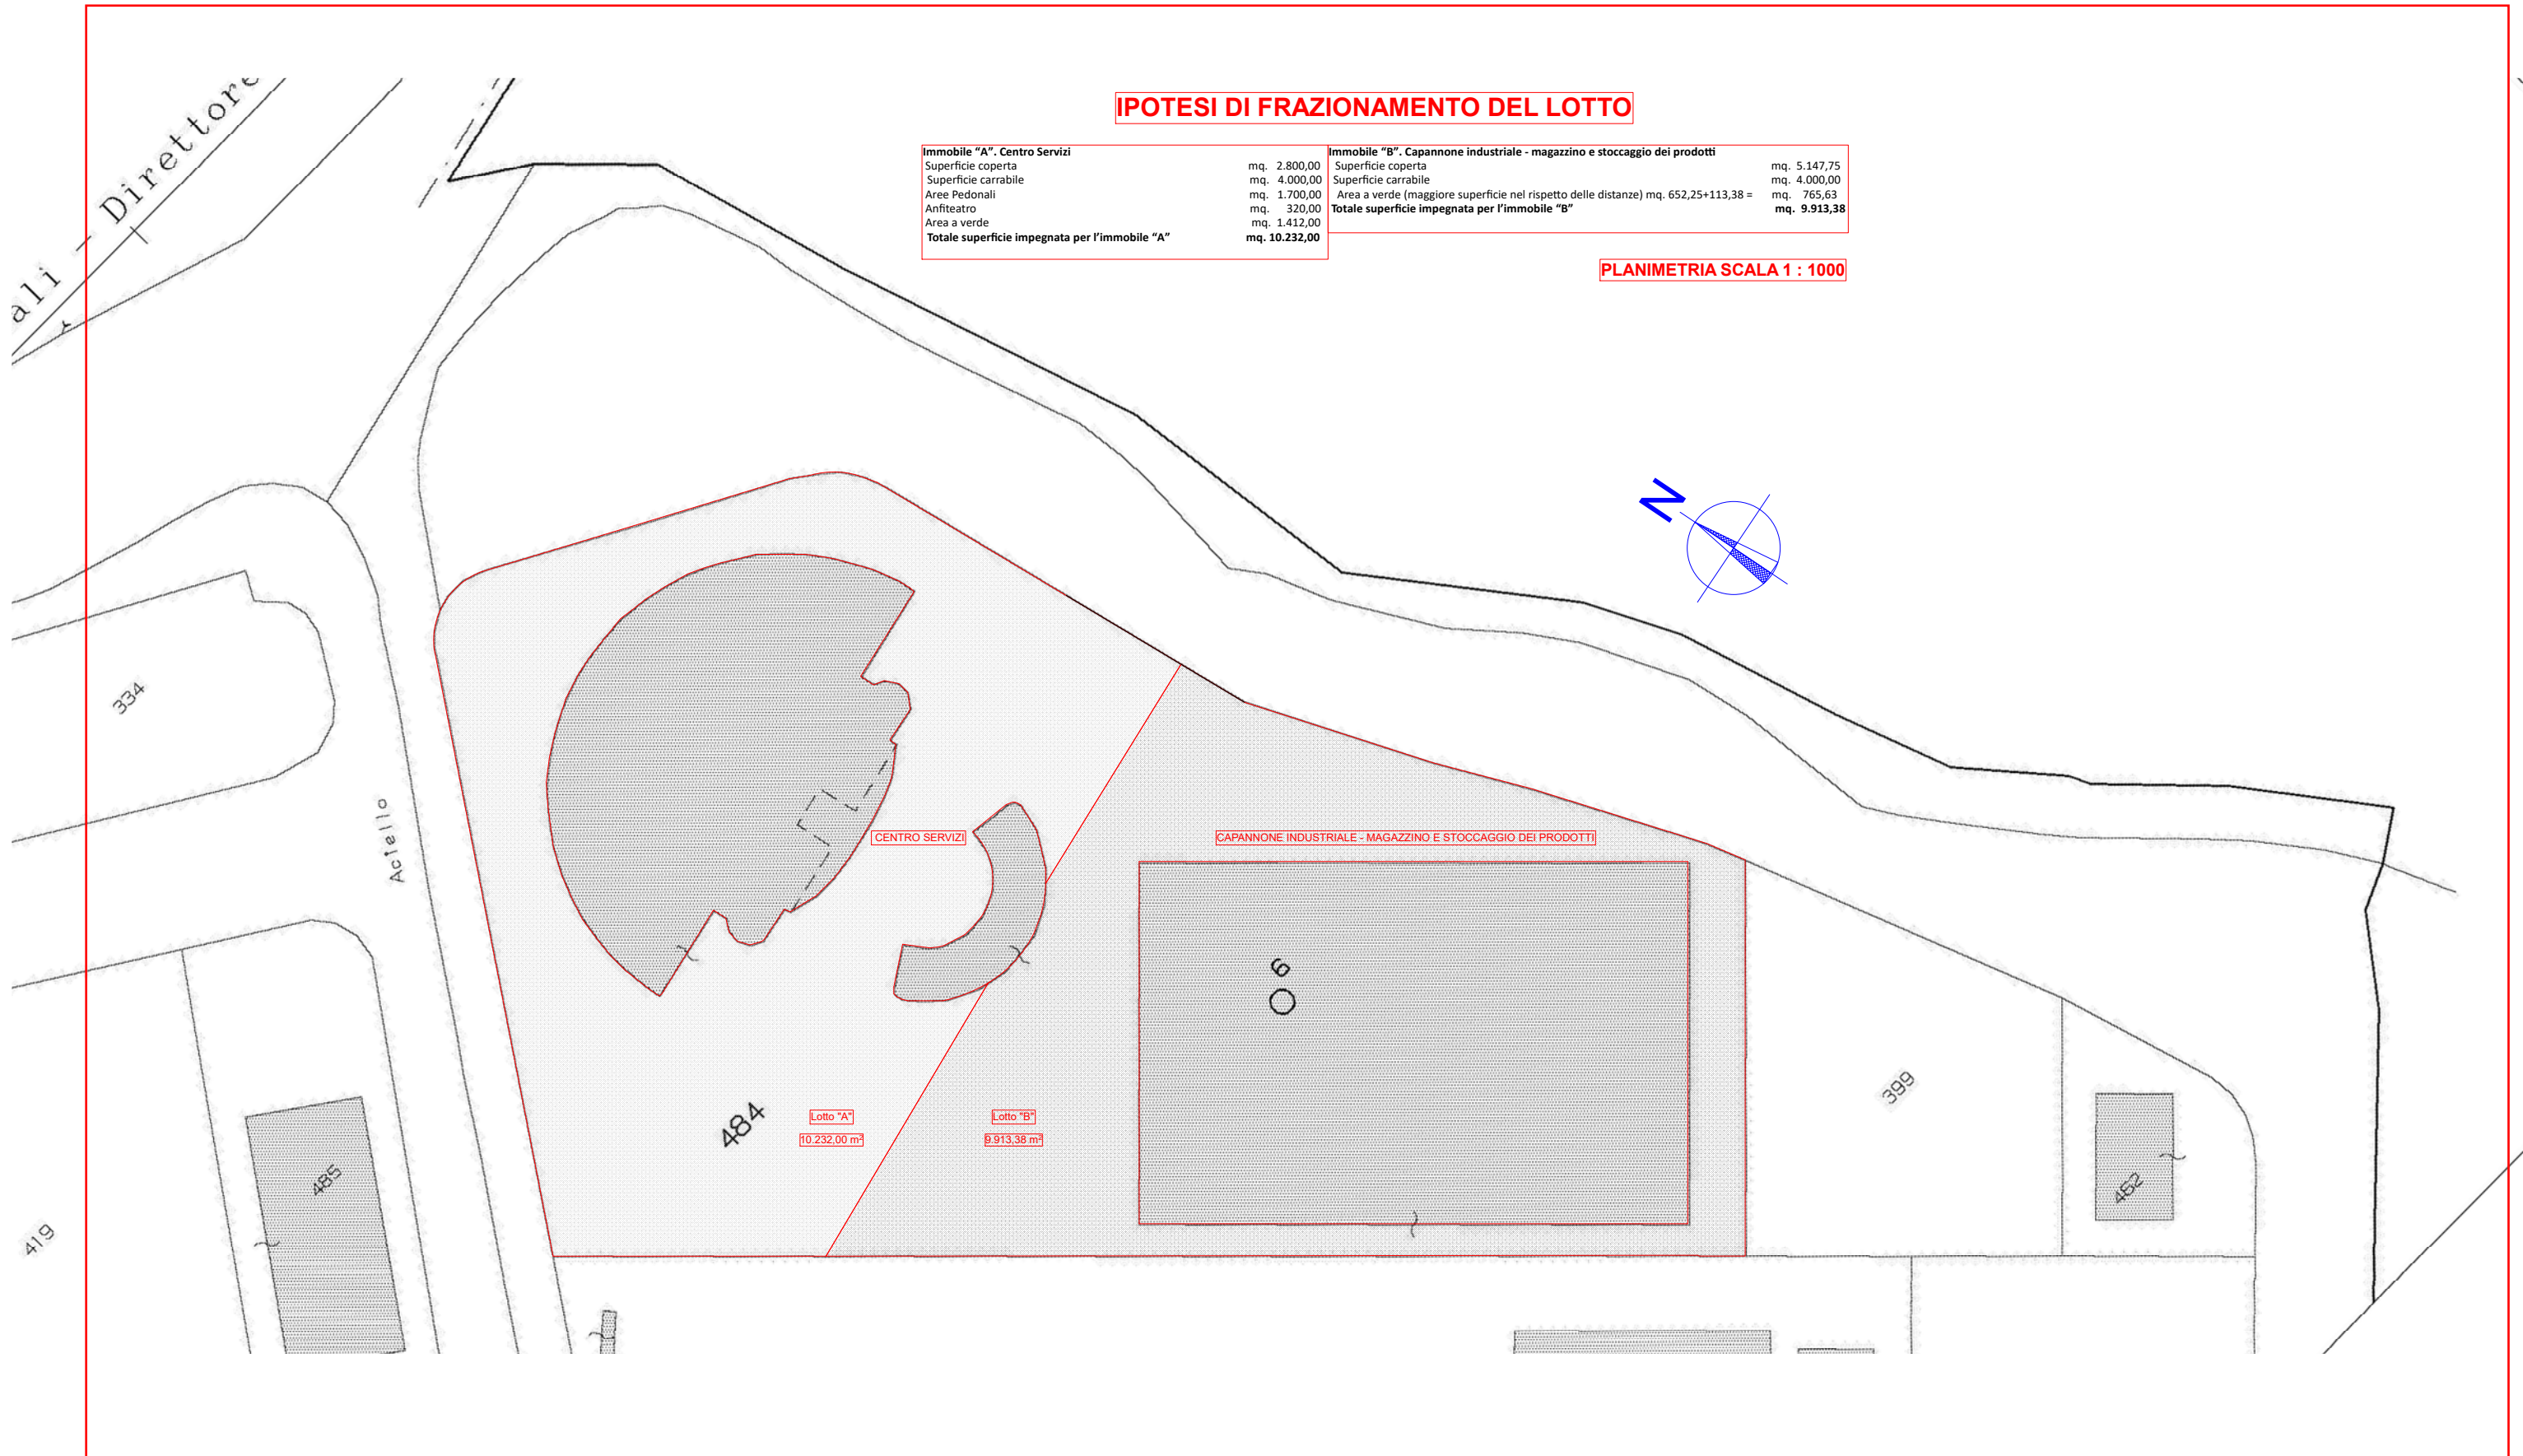 ali - Direttore
IPOTESI DI FRAZIONAMENTO DEL LOTTO
Immobile “A”. Centro Servizi
Superficie coperta mq. 2.800,00
Superficie carrabile mq. 4.000,00
Aree Pedonali mq. 1.700,00
Anfiteatro mq. 320,00
Area a verde mq. 1.412,00
Totale superficie impegnata per l’immobile “A” mq. 10.232,00
Immobile “B”. Capannone industriale - magazzino e stoccaggio dei prodotti
Superficie coperta mq. 5.147,75
Superficie carrabile mq. 4.000,00
Area a verde (maggiore superficie nel rispetto delle distanze) mq. 652,25+113,38 = mq. 765,63
Totale superficie impegnata per l’immobile “B” mq. 9.913,38
PLANIMETRIA SCALA 1 : 1000
N
334
Aciello
CENTRO SERVIZI
CAPANNONE INDUSTRIALE - MAGAZZINO E STOCCAGGIO DEI PRODOTTI
6
399
484
Lotto "A"
10.232,00 m²
Lotto "B"
9.913,38 m²
485
462
419